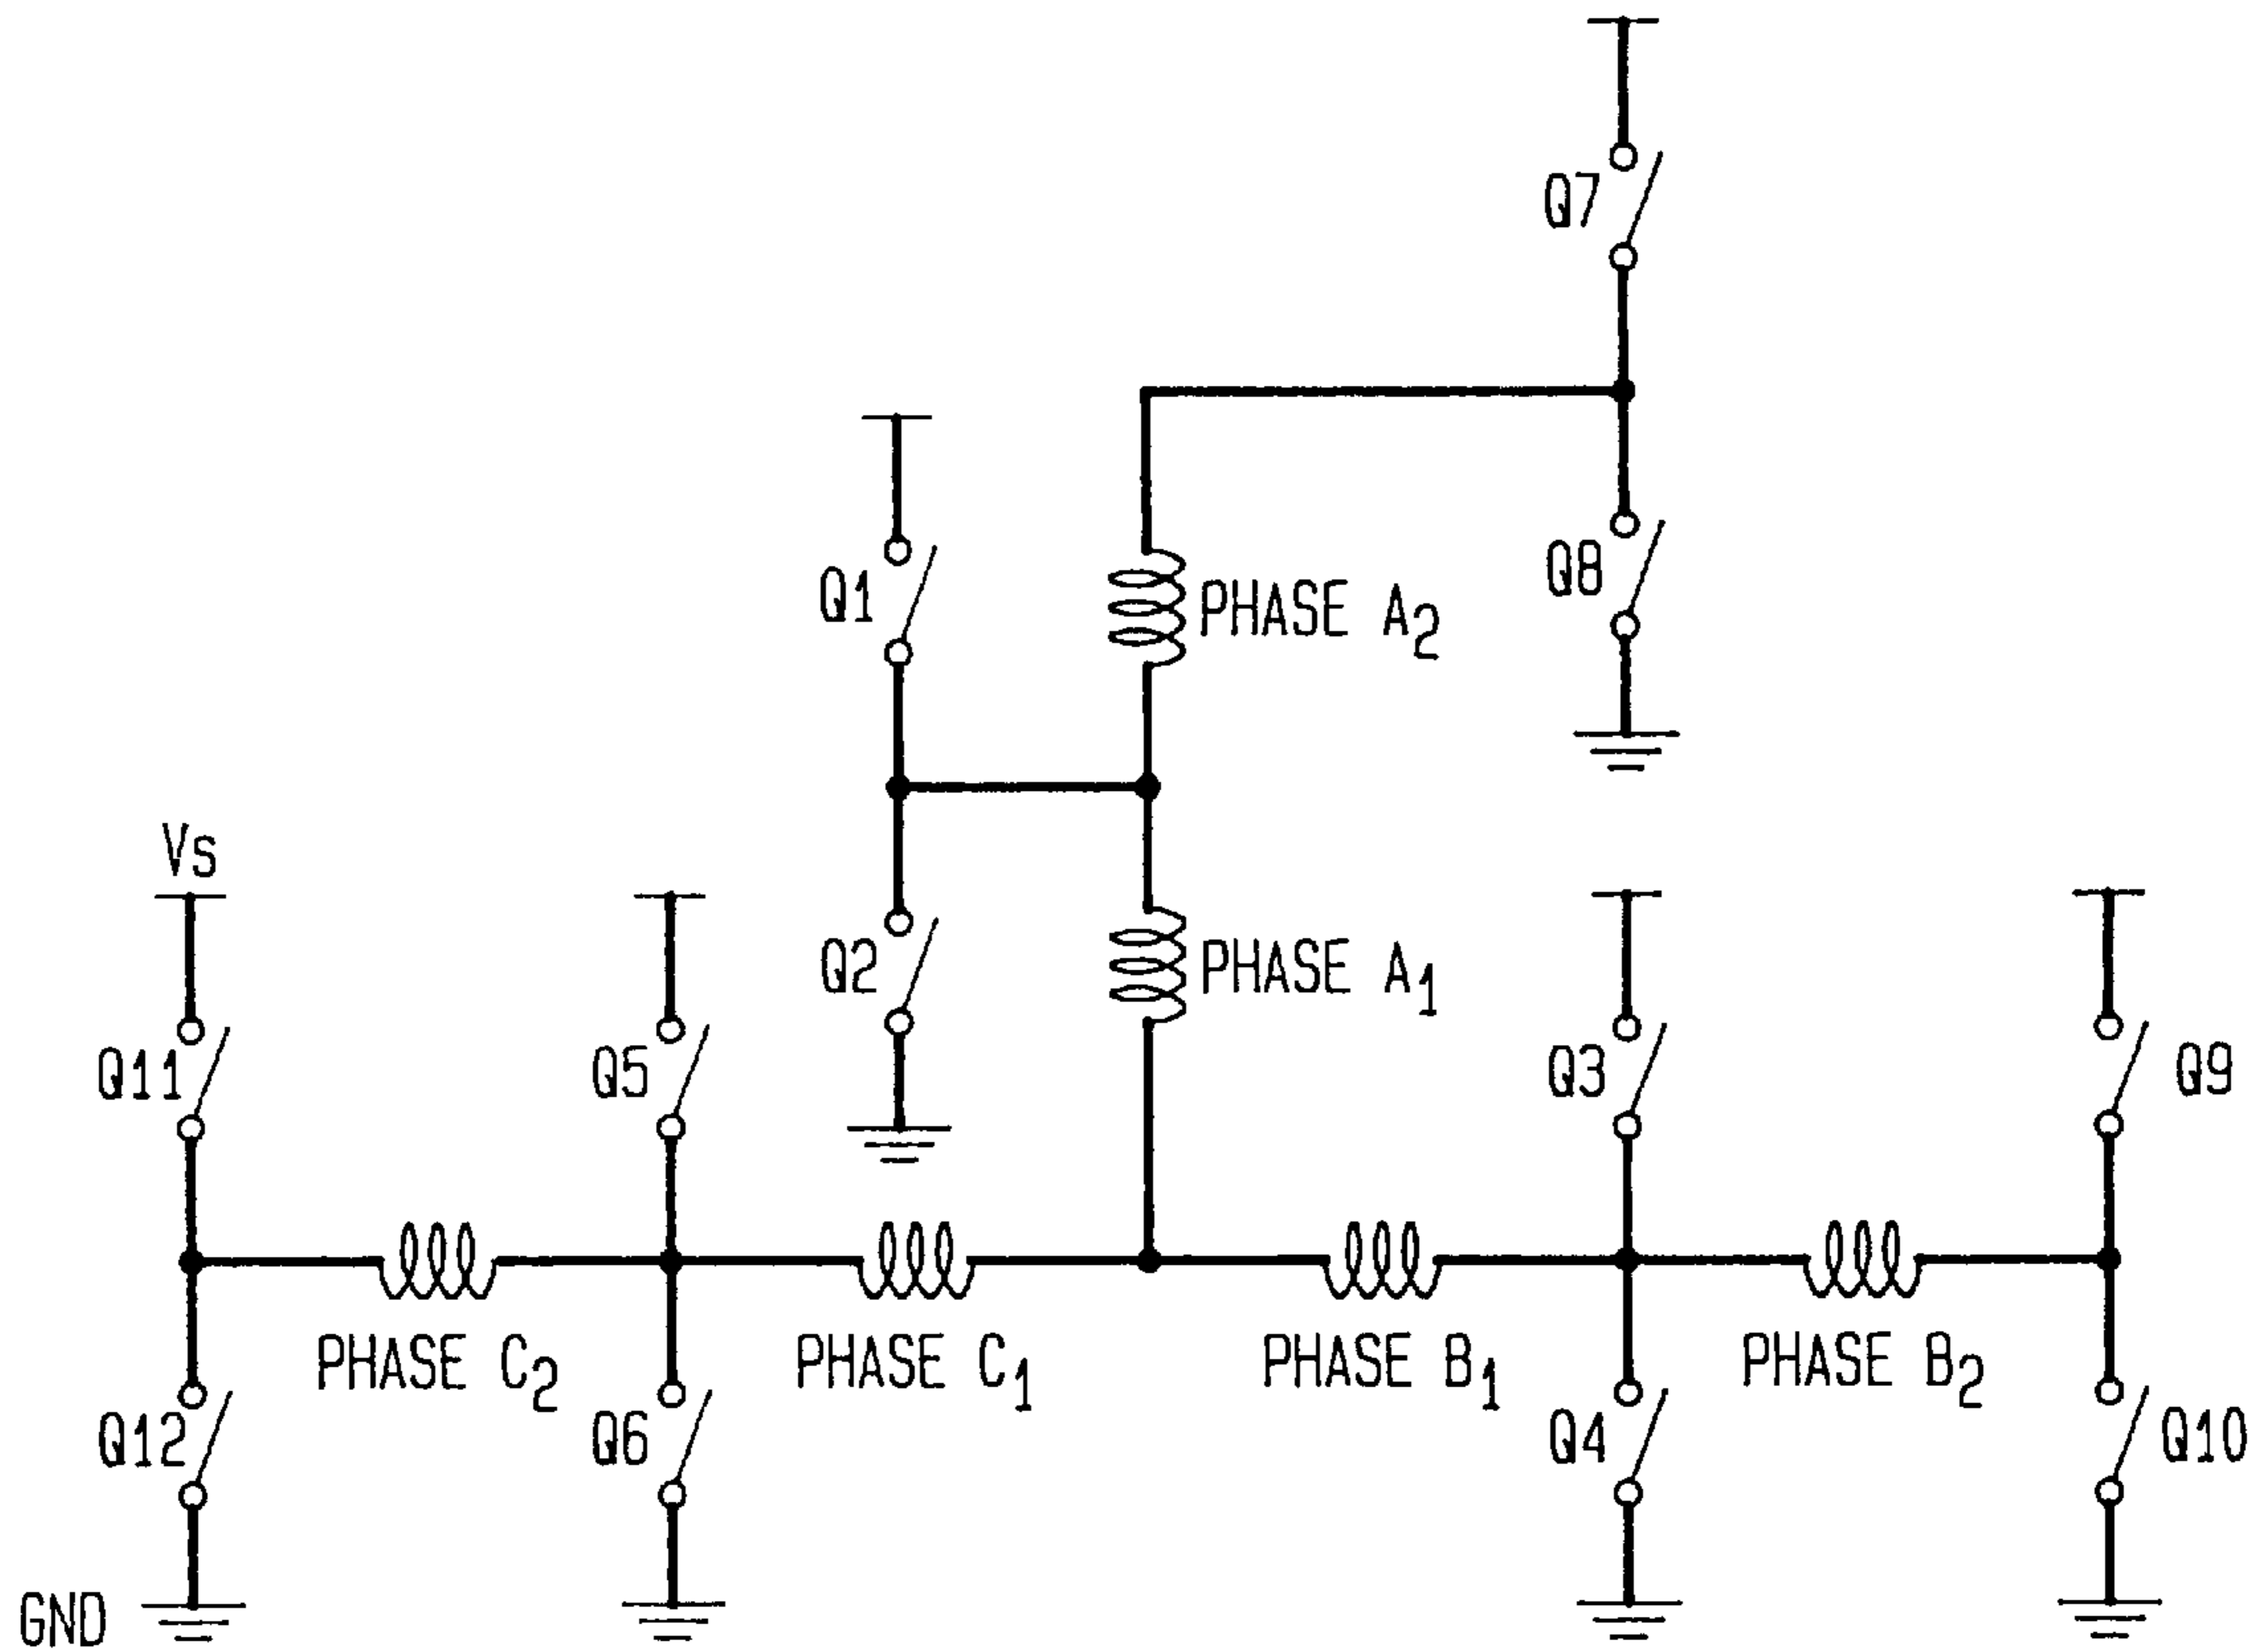 Q7
Q1
PHASE A2
Q8
Vs
Q2
PHASE A1
Q11
Q5
Q3
Q9
PHASE C2
PHASE C1
PHASE B1
PHASE B2
Q12
Q6
Q4
Q10
GND